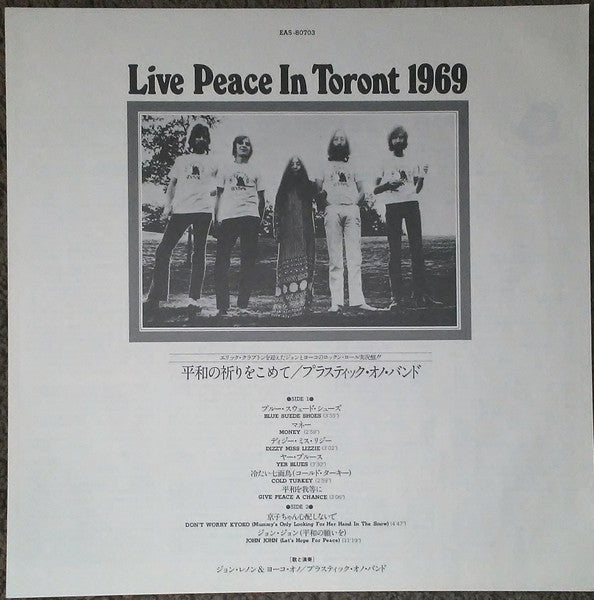 EAS-80703
Live Peace In Toront 1969
エリック・クラプトンを迎えたジョンとヨーコのロックン・ロール実況盤!!
平和の祈りをこめて/プラスティック・オノ・バンド
●SIDE 1●
ブルー・スウェード・シューズ
BLUE SUEDE SHOES (3'55")
マネー
MONEY (2'59")
ディジー・ミス・リジー
DIZZY MISS LIZZIE (3'02")
ヤー・ブルース
YER BLUES (3'32")
冷たい七面鳥(コールド・ターキー)
COLD TURKEY (2'59")
平和を我等に
GIVE PEACE A CHANCE (3'06")
●SIDE 2●
京子ちゃん心配しないで
DON'T WORRY KYOKO (Mummy's Only Looking For Her Hand In The Snow) (4'47")
ジョン・ジョン(平和の願いを)
JOHN, JOHN (Let's Hope For Peace) (11'19")
〔歌と演奏〕
ジョン・レノン&ヨーコ・オノ/プラスティック・オノ・バンド